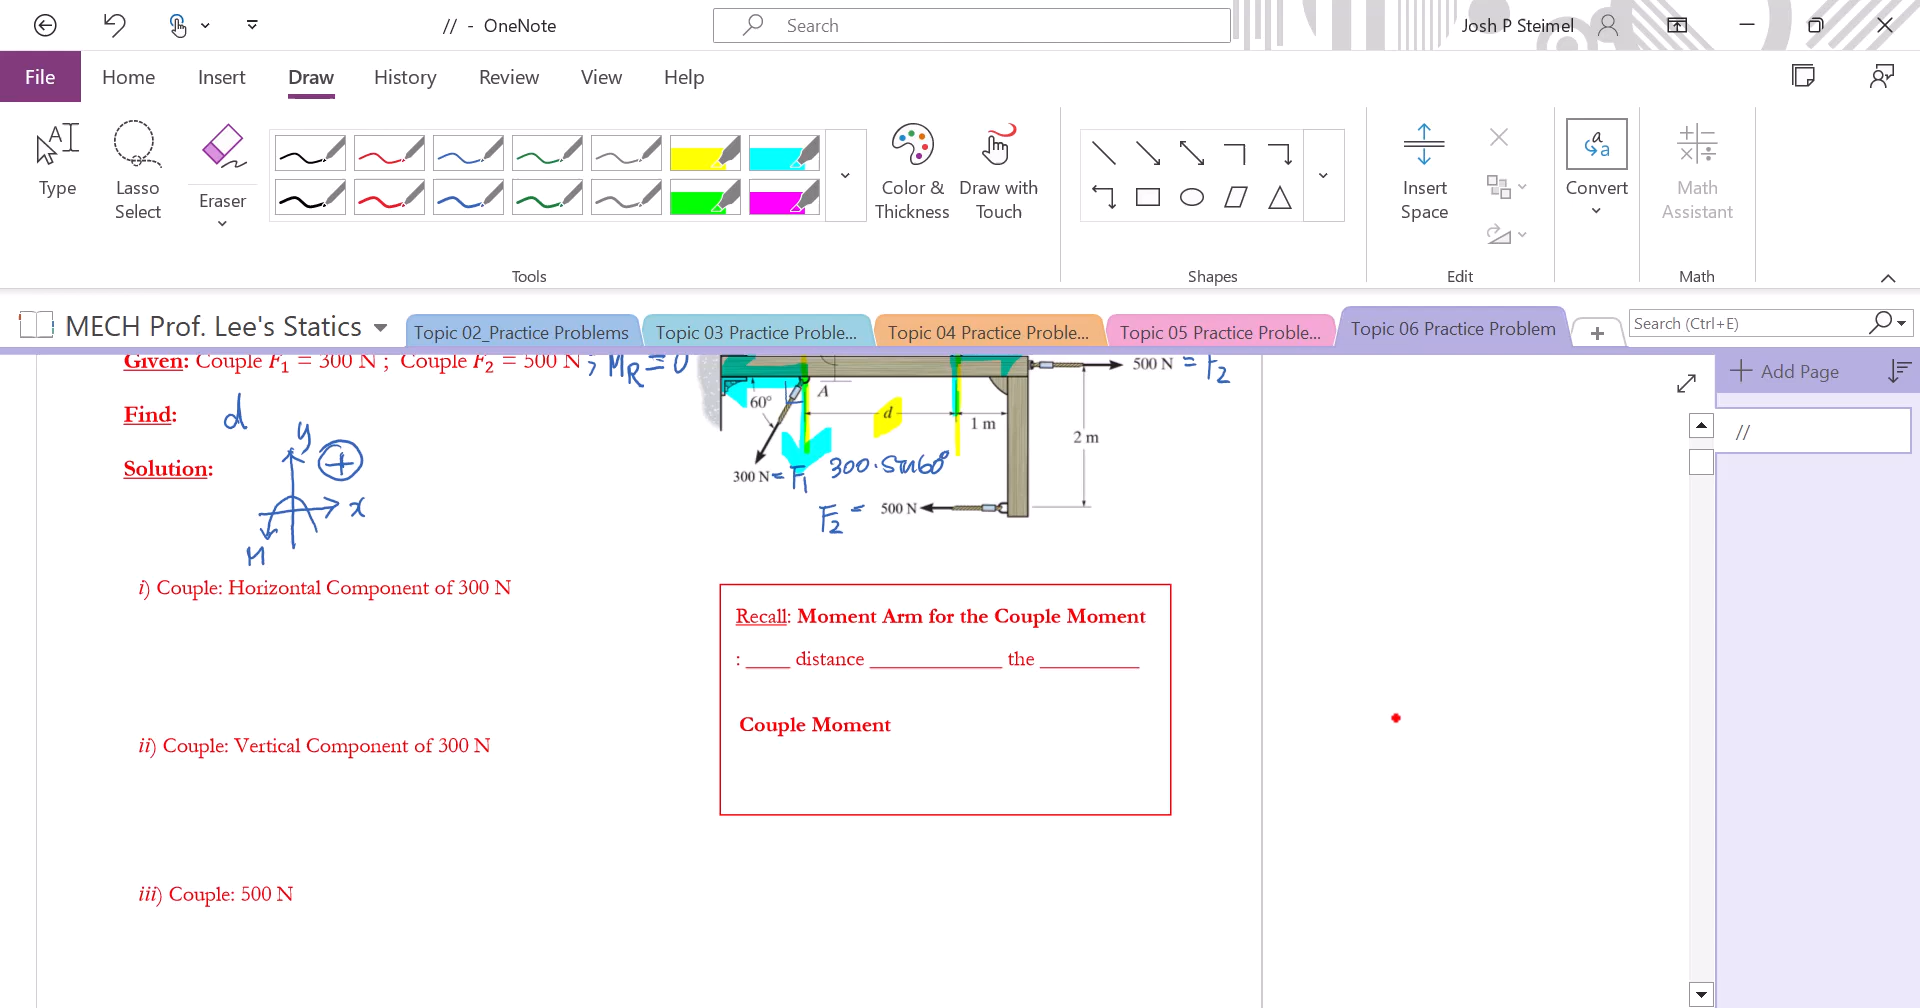 // - OneNote
Search
Josh P Steimel
File Home Insert Draw History Review View Help
Type
Lasso Select
Eraser
Color & Thickness
Draw with Touch
Insert Space
Convert
Math Assistant
Tools
Shapes
Edit
Math
MECH Prof. Lee's Statics
Topic 02_Practice Problems
Topic 03 Practice Proble...
Topic 04 Practice Proble...
Topic 05 Practice Proble...
Topic 06 Practice Problem
Search (Ctrl+E)
Add Page
//
Given: Couple F₁ = 300 N ; Couple F₂ = 500 N ; M_R = 0
Find: d
Solution:
y
+
x
M
500 N = F₂
60°
A
d
1 m
2 m
300 N = F₁ 300·sin60°
F₂ = 500 N
i) Couple: Horizontal Component of 300 N
Recall: Moment Arm for the Couple Moment
: ____ distance ____________ the _________
Couple Moment
ii) Couple: Vertical Component of 300 N
iii) Couple: 500 N